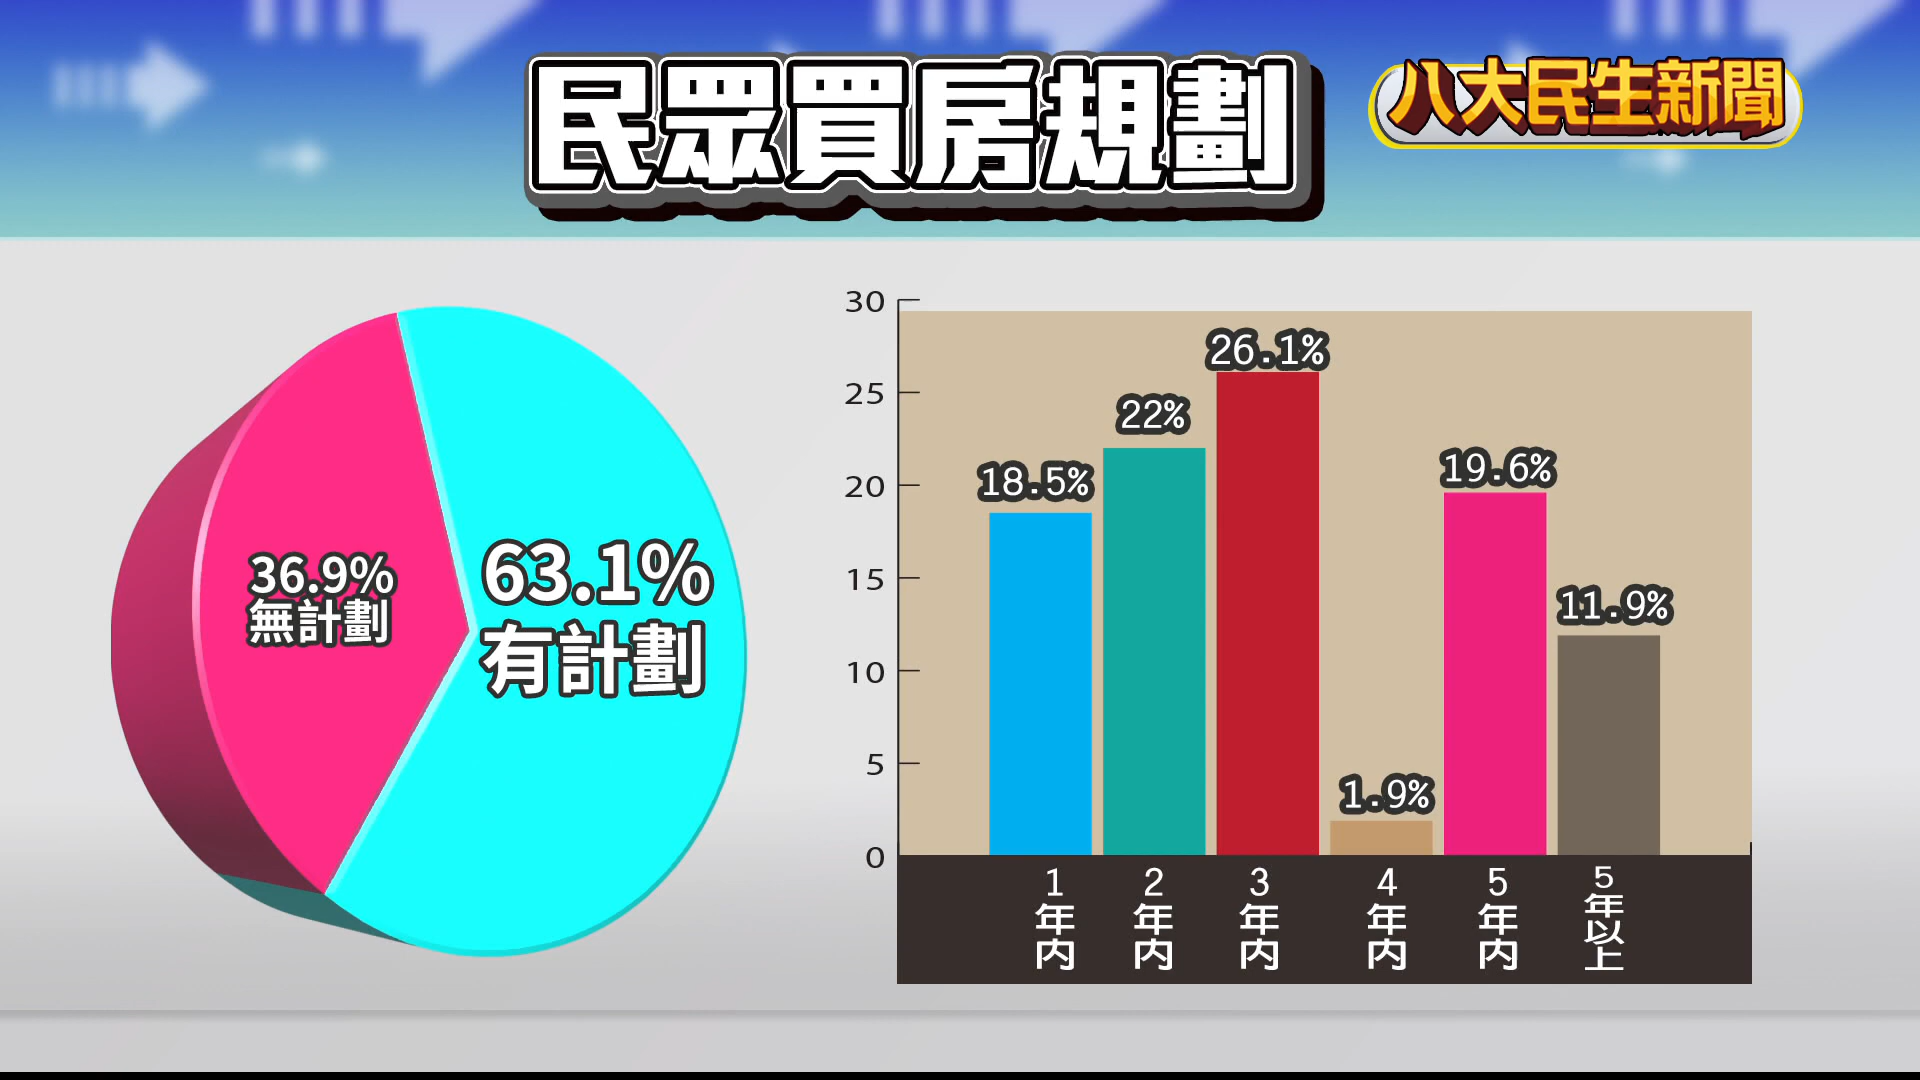 民眾買房規劃
八大民生新聞
36.9%
無計劃
63.1%
有計劃
30
25
20
15
10
5
0
18.5%
22%
26.1%
1.9%
19.6%
11.9%
1年內
2年內
3年內
4年內
5年內
5年以上